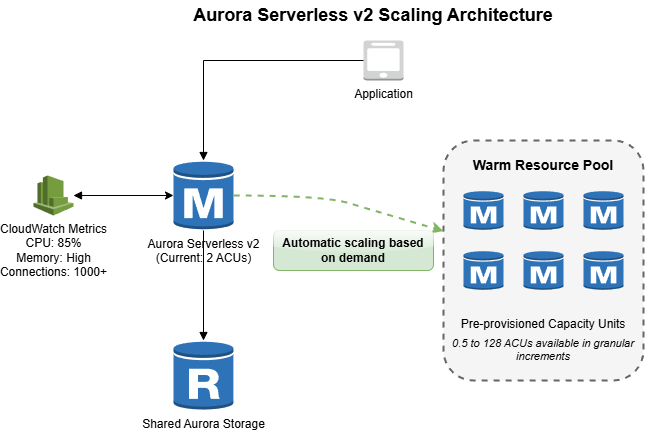 Aurora Serverless v2 Scaling Architecture
Application
Warm Resource Pool
M
M
M
M
M
CloudWatch Metrics
CPU: 85%
Memory: High
Connections: 1000+
Aurora Serverless v2
(Current: 2 ACUs)
Automatic scaling based
on demand
M
M
M
Pre-provisioned Capacity Units
0.5 to 128 ACUs available in granular
increments
R
Shared Aurora Storage